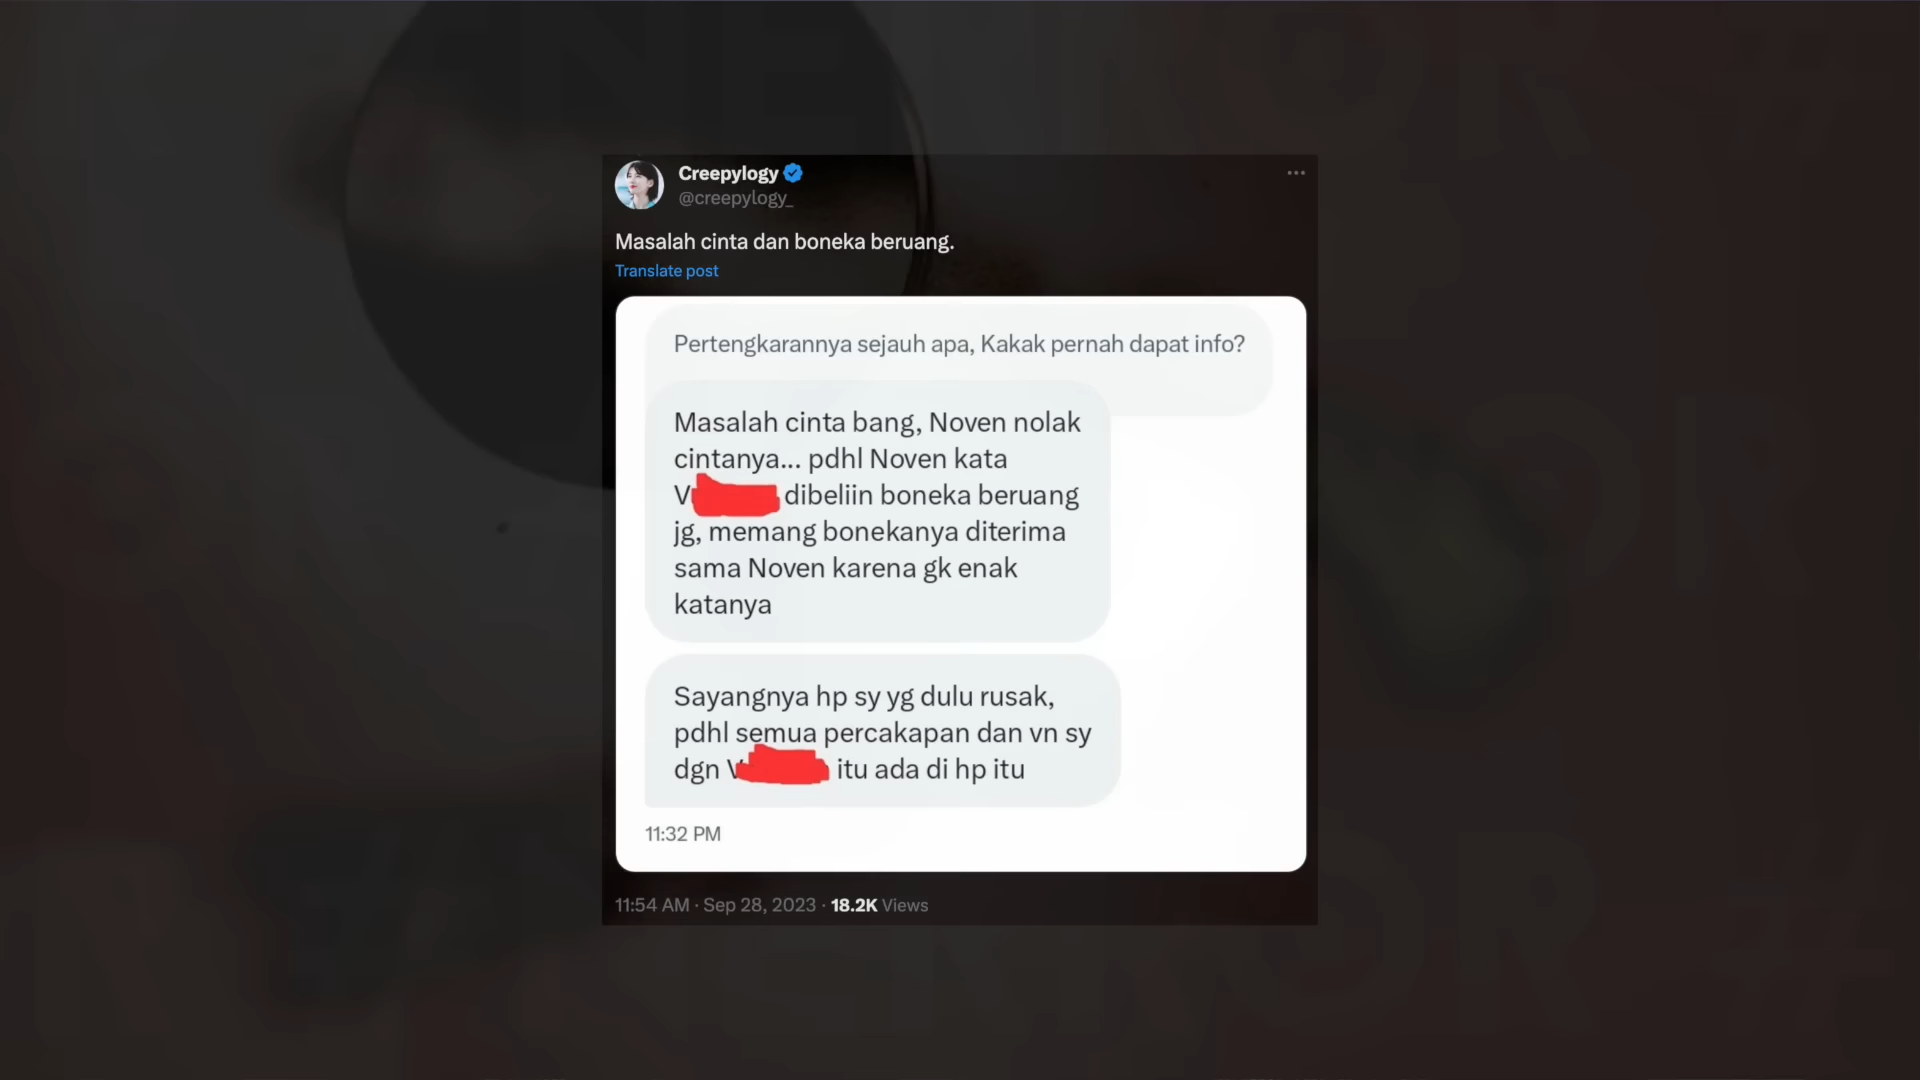 Creepylogy
@creepylogy_
Masalah cinta dan boneka beruang.
Translate post
Pertengkarannya sejauh apa, Kakak pernah dapat info?
Masalah cinta bang, Noven nolak
cintanya... pdhl Noven kata
V dibeliin boneka beruang
jg, memang bonekanya diterima
sama Noven karena gk enak
katanya
Sayangnya hp sy yg dulu rusak,
pdhl semua percakapan dan vn sy
dgn V itu ada di hp itu
11:32 PM
11:54 AM · Sep 28, 2023 · 18.2K Views